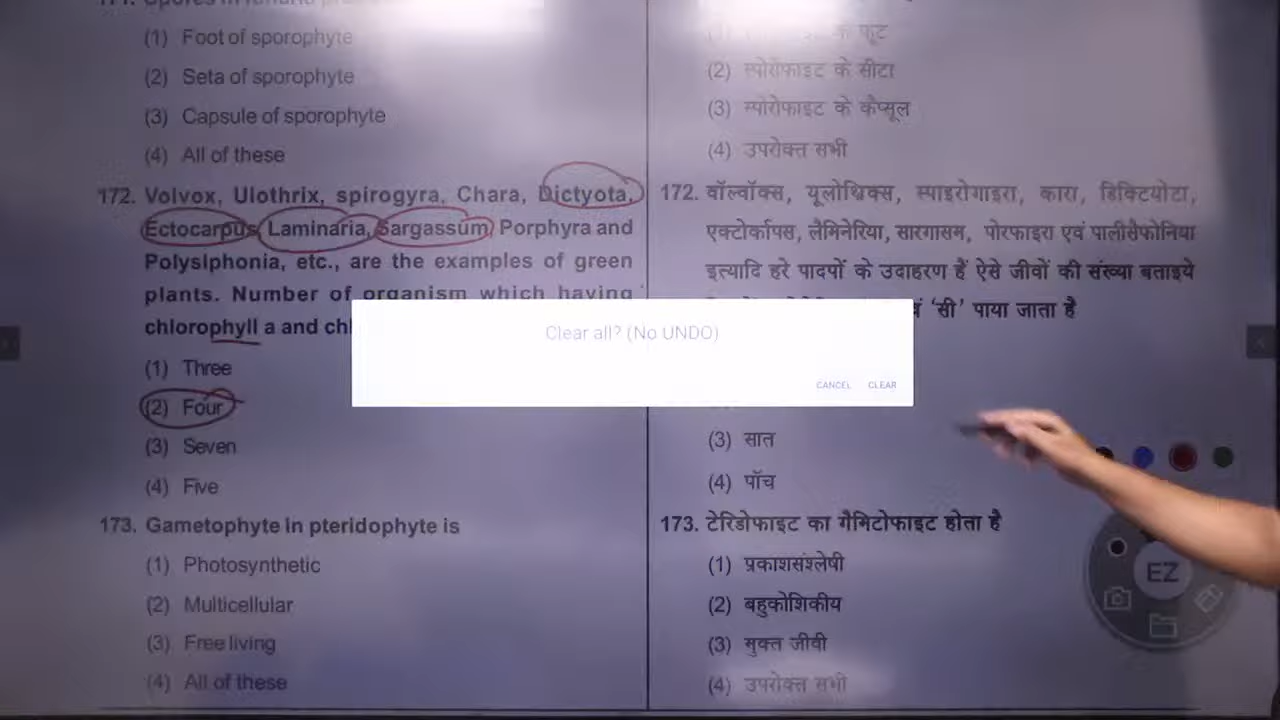 (1) Foot of sporophyte
(2) Seta of sporophyte
(3) Capsule of sporophyte
(4) All of these
172. Volvox, Ulothrix, spirogyra, Chara, Dictyota,
Ectocarpus, Laminaria, Sargassum, Porphyra and
Polysiphonia, etc., are the examples of green
plants. Number of organism which having
chlorophyll a and
(1) Three
(2) Four
(3) Seven
(4) Five
173. Gametophyte in pteridophyte is
(1) Photosynthetic
(2) Multicellular
(3) Free living
(4) All of these
(2) स्पोरोफाइट के सीटा
(3) स्पोरोफाइट के कैप्सूल
(4) उपरोक्त सभी
172. वॉल्वॉक्स, यूलोथ्रिक्स, स्पाइरोगाइरा, कारा, डिक्टियोटा,
एक्टोर्कापस, लैमिनेरिया, सारगासम, पोरफाइरा एवं पालीसैफोनिया
इत्यादि हरे पादपों के उदाहरण हैं ऐसे जीवों की संख्या बताइये
'सी' पाया जाता है
(3) सात
(4) पॉच
173. टेरिडोफाइट का गैमिटोफाइट होता है
(1) प्रकाशसंश्लेषी
(2) बहुकोशिकीय
(3) मुक्त जीवी
(4) उपरोक्त सभी
Clear all? (No UNDO)
CANCEL CLEAR
EZ